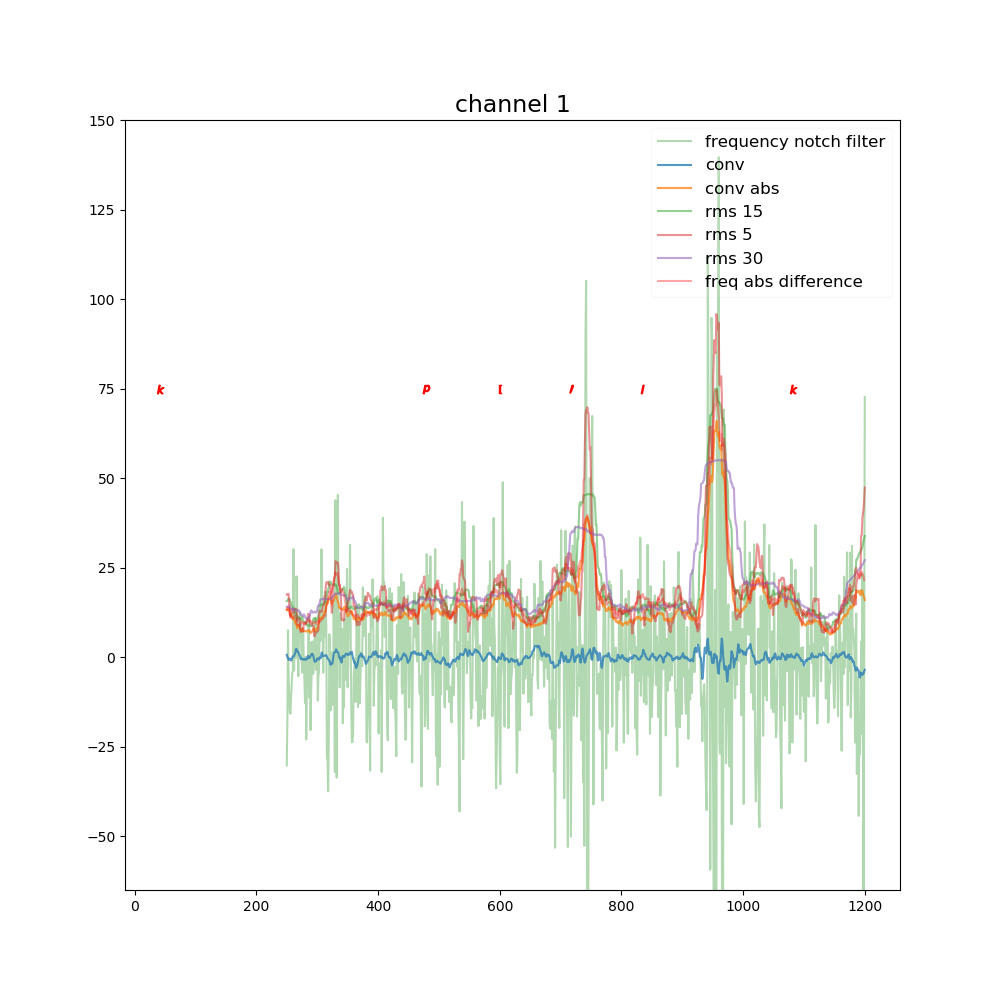 channel 1
150
125
100
75
50
25
0
−25
−50
frequency notch filter
conv
conv abs
rms 15
rms 5
rms 30
freq abs difference
k p l k
0 200 400 600 800 1000 1200